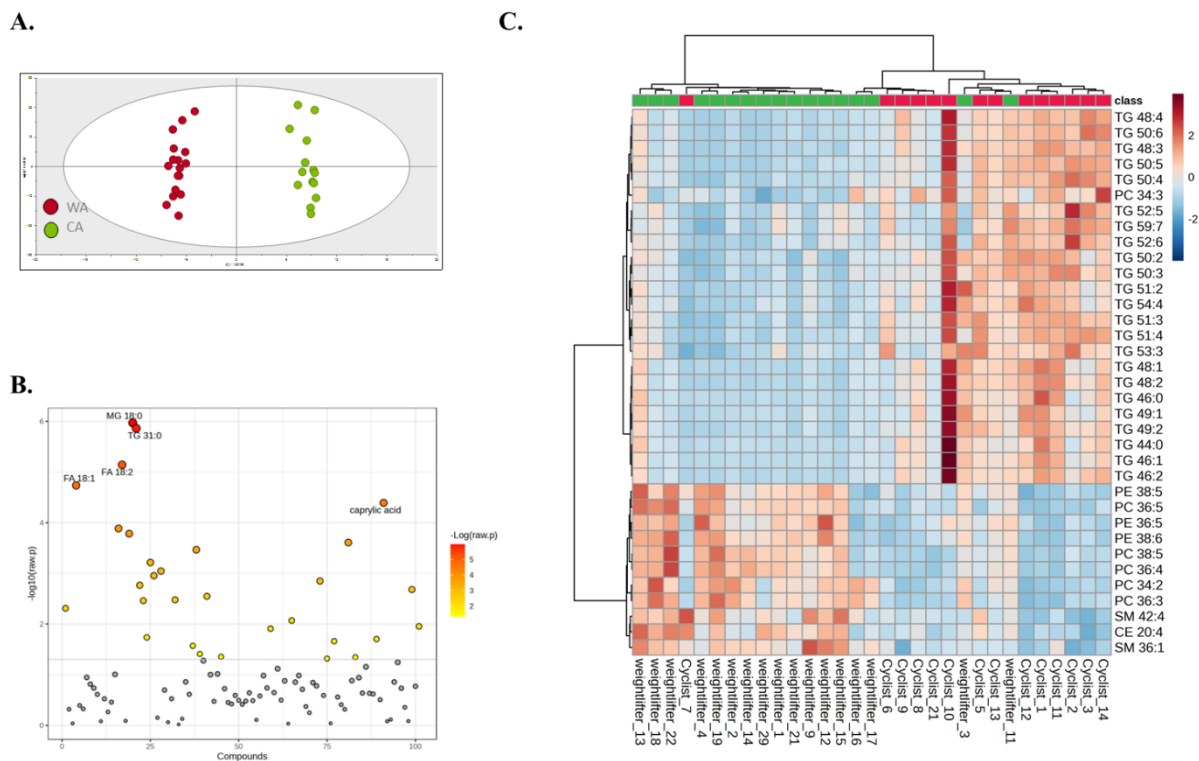 A.
WA
CA
B.
MG 18:0
TG 31:0
FA 18:2
FA 18:1
caprylic acid
6
4
2
0
-log10(raw.p)
0
25
50
75
100
Compounds
-Log(raw.p)
5
4
3
2
C.
class
TG 48:4
TG 50:6
TG 48:3
TG 50:5
TG 50:4
PC 34:3
TG 52:5
TG 59:7
TG 52:6
TG 50:2
TG 50:3
TG 51:2
TG 54:4
TG 51:3
TG 51:4
TG 53:3
TG 48:1
TG 48:2
TG 46:0
TG 49:1
TG 49:2
TG 44:0
TG 46:1
TG 46:2
PE 38:5
PC 36:5
PE 36:5
PE 38:6
PC 38:5
PC 36:4
PC 34:2
PC 36:3
SM 42:4
CE 20:4
SM 36:1
2
0
-2
weightlifter_13
weightlifter_18
weightlifter_22
Cyclist_7
weightlifter_4
weightlifter_19
weightlifter_2
weightlifter_14
weightlifter_29
weightlifter_1
weightlifter_21
weightlifter_9
weightlifter_12
weightlifter_15
weightlifter_16
weightlifter_17
Cyclist_6
Cyclist_9
Cyclist_8
Cyclist_21
Cyclist_10
weightlifter_3
Cyclist_5
Cyclist_13
weightlifter_11
Cyclist_12
Cyclist_1
Cyclist_11
Cyclist_2
Cyclist_3
Cyclist_14